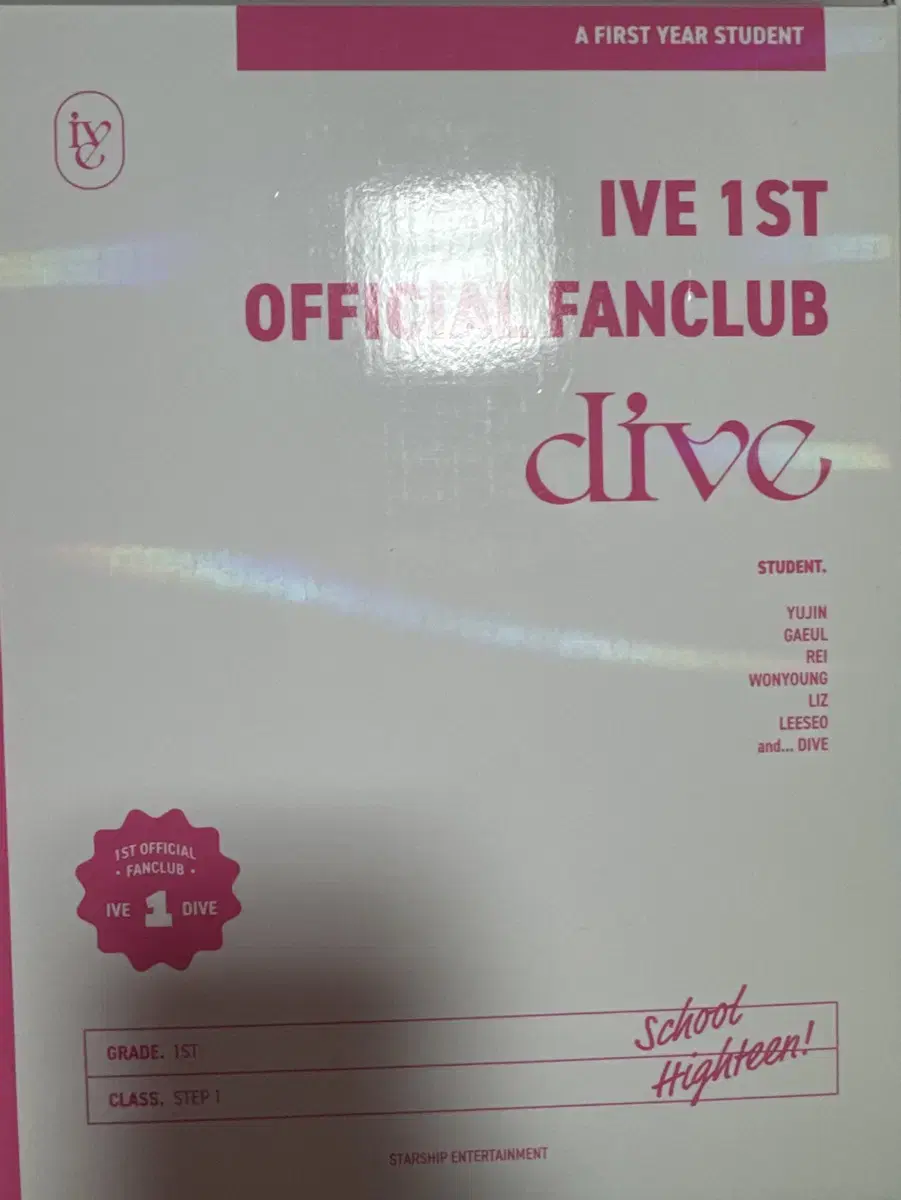 A FIRST YEAR STUDENT
ive
IVE 1ST
OFFICIAL FANCLUB
dive
STUDENT.
YUJIN
GAEUL
REI
WONYOUNG
LIZ
LEESEO
and... DIVE
1ST OFFICIAL
• FANCLUB •
IVE 1 DIVE
School
Highteen!
GRADE. 1ST
CLASS. STEP 1
STARSHIP ENTERTAINMENT